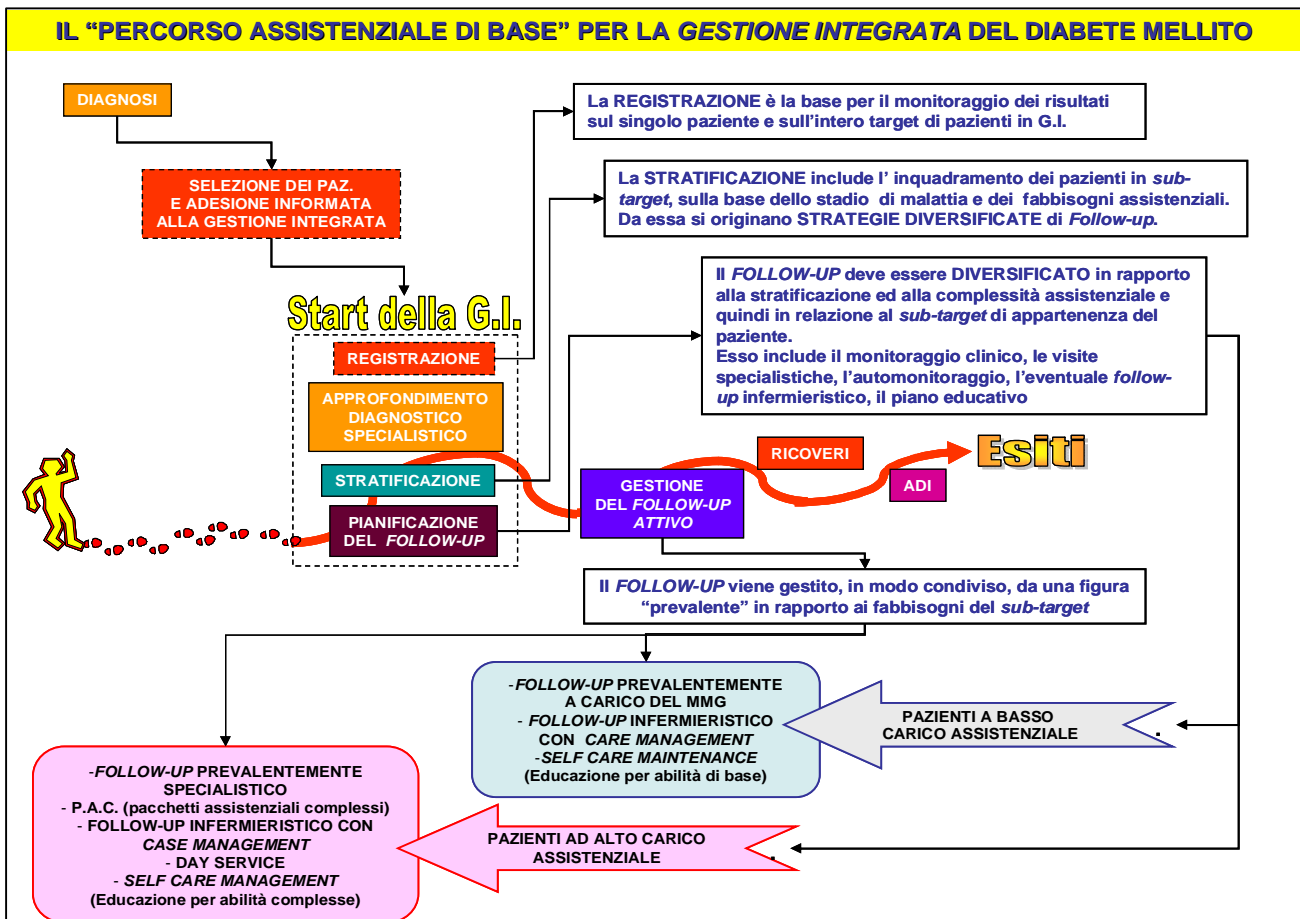 IL “PERCORSO ASSISTENZIALE DI BASE” PER LA GESTIONE INTEGRATA DEL DIABETE MELLITO
DIAGNOSI
SELEZIONE DEI PAZ.
E ADESIONE INFORMATA
ALLA GESTIONE INTEGRATA
La REGISTRAZIONE è la base per il monitoraggio dei risultati
sul singolo paziente e sull’intero target di pazienti in G.I.
La STRATIFICAZIONE include l’ inquadramento dei pazienti in sub-
target, sulla base dello stadio di malattia e dei fabbisogni assistenziali.
Da essa si originano STRATEGIE DIVERSIFICATE di Follow-up.
Il FOLLOW-UP deve essere DIVERSIFICATO in rapporto
alla stratificazione ed alla complessità assistenziale e
quindi in relazione al sub-target di appartenenza del
paziente.
Esso include il monitoraggio clinico, le visite
specialistiche, l’automonitoraggio, l’eventuale follow-
up infermieristico, il piano educativo
Start della G.I.
REGISTRAZIONE
APPROFONDIMENTO
DIAGNOSTICO
SPECIALISTICO
STRATIFICAZIONE
PIANIFICAZIONE
DEL FOLLOW-UP
GESTIONE
DEL FOLLOW-UP
ATTIVO
RICOVERI
ADI
Esiti
Il FOLLOW-UP viene gestito, in modo condiviso, da una figura
“prevalente” in rapporto ai fabbisogni del sub-target
-FOLLOW-UP PREVALENTEMENTE
A CARICO DEL MMG
- FOLLOW-UP INFERMIERISTICO
CON CARE MANAGEMENT
-SELF CARE MAINTENANCE
(Educazione per abilità di base)
PAZIENTI A BASSO
CARICO ASSISTENZIALE
.
-FOLLOW-UP PREVALENTEMENTE
SPECIALISTICO
- P.A.C. (pacchetti assistenziali complessi)
- FOLLOW-UP INFERMIERISTICO CON
CASE MANAGEMENT
- DAY SERVICE
- SELF CARE MANAGEMENT
(Educazione per abilità complesse)
PAZIENTI AD ALTO CARICO
ASSISTENZIALE
.